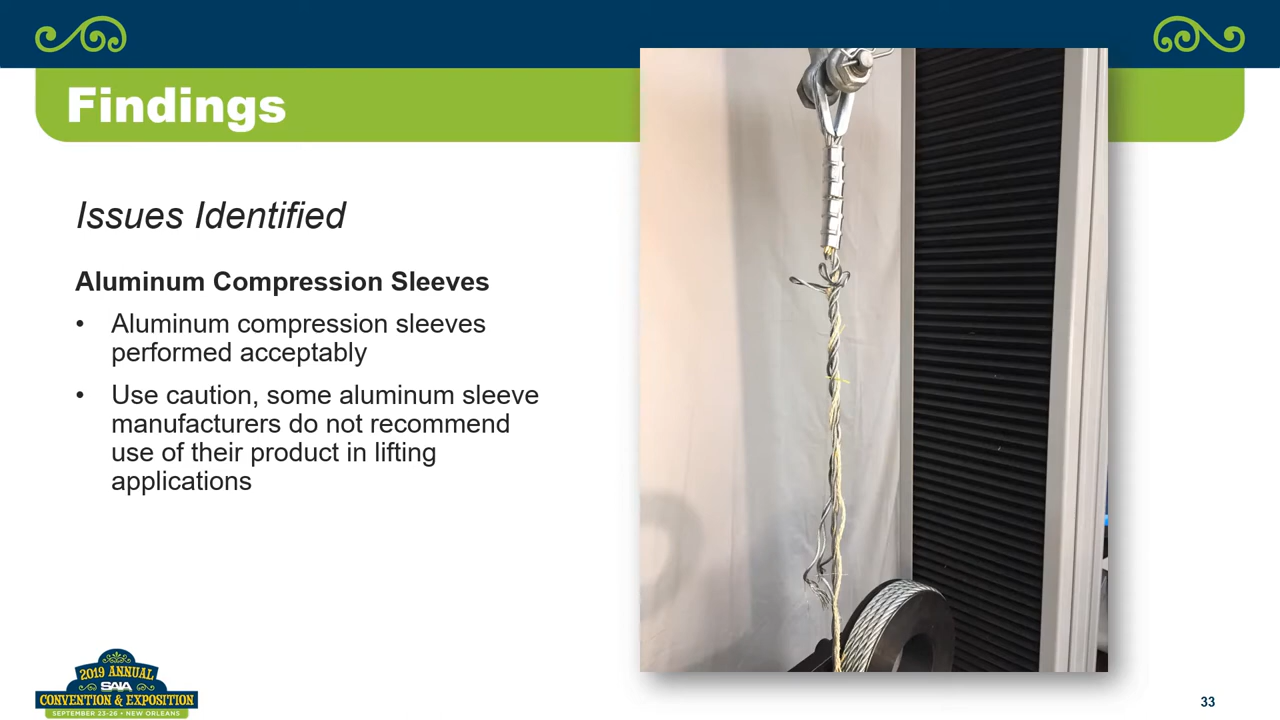 Findings
Issues Identified
Aluminum Compression Sleeves
• Aluminum compression sleeves
performed acceptably
• Use caution, some aluminum sleeve
manufacturers do not recommend
use of their product in lifting
applications
2019 ANNUAL
SAIA
CONVENTION & EXPOSITION
SEPTEMBER 23-26 • NEW ORLEANS
33